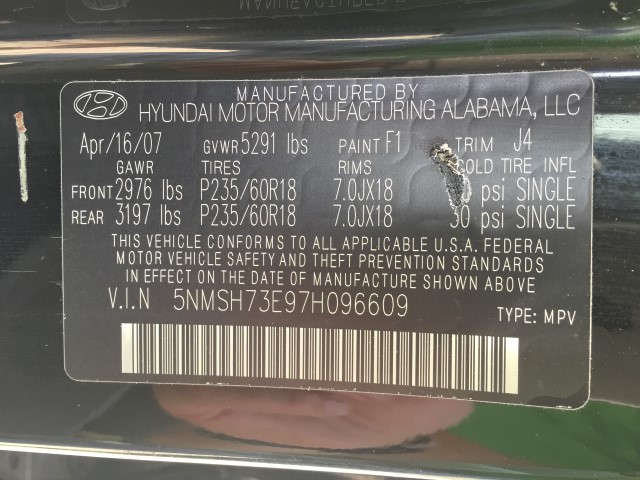 MANUFACTURED BY
HYUNDAI MOTOR MANUFACTURING ALABAMA, LLC
Apr/16/07 GVWR 5291 lbs PAINT F1 TRIM J4
GAWR TIRES RIMS COLD TIRE INFL
FRONT 2976 lbs P235/60R18 7.0JX18 psi SINGLE
REAR 3197 lbs P235/60R18 7.0JX18 30 psi SINGLE
THIS VEHICLE CONFORMS TO ALL APPLICABLE U.S.A. FEDERAL
MOTOR VEHICLE SAFETY AND THEFT PREVENTION STANDARDS
IN EFFECT ON THE DATE OF MANUFACTURE SHOWN ABOVE
V.I.N 5NMSH73E97H096609
TYPE: MPV